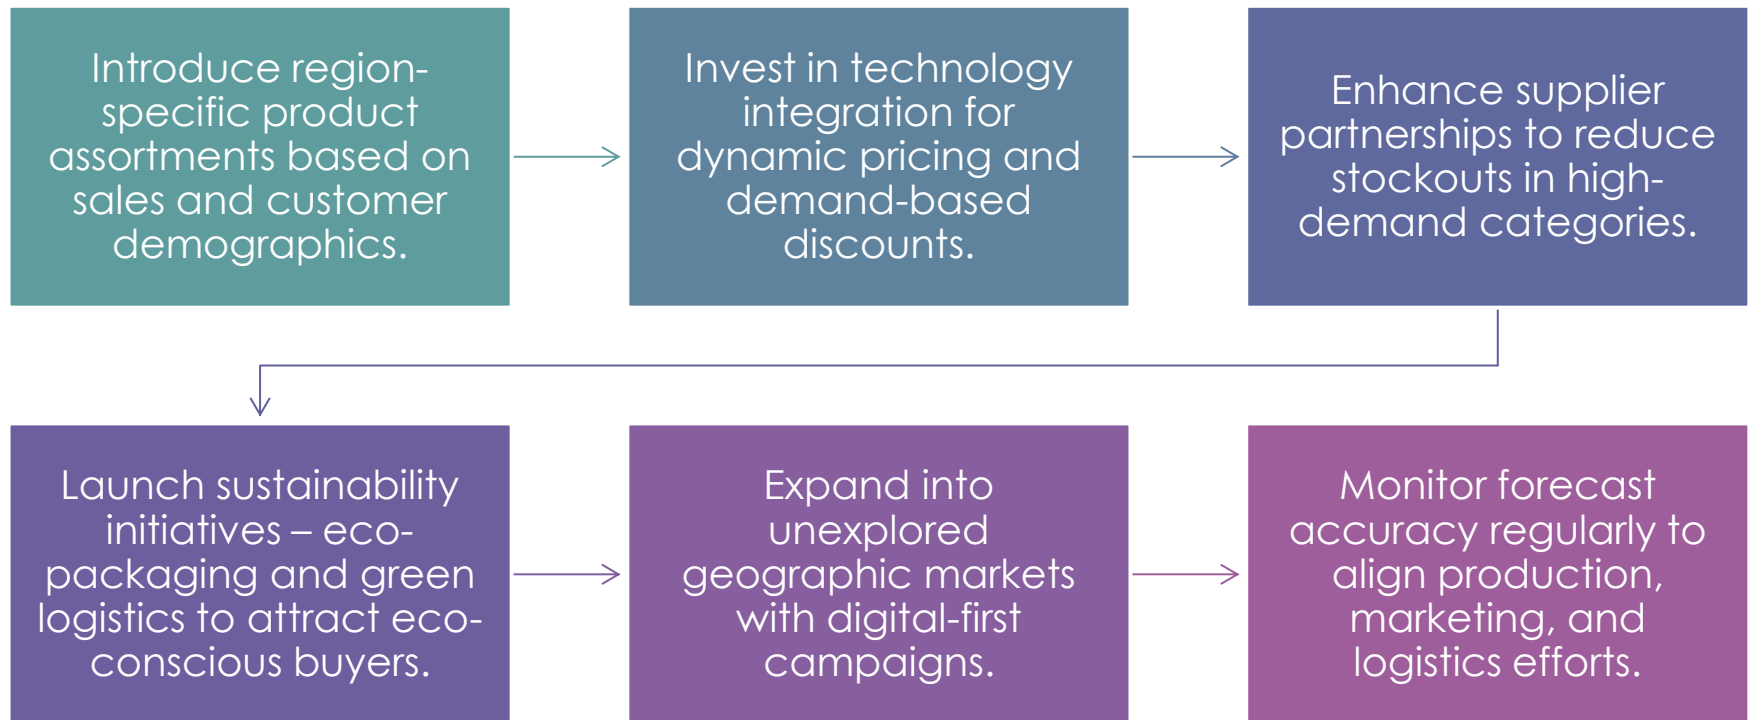 Introduce region-
specific product
assortments based on
sales and customer
demographics.
Invest in technology
integration for
dynamic pricing and
demand-based
discounts.
Enhance supplier
partnerships to reduce
stockouts in high-
demand categories.
Launch sustainability
initiatives – eco-
packaging and green
logistics to attract eco-
conscious buyers.
Expand into
unexplored
geographic markets
with digital-first
campaigns.
Monitor forecast
accuracy regularly to
align production,
marketing, and
logistics efforts.